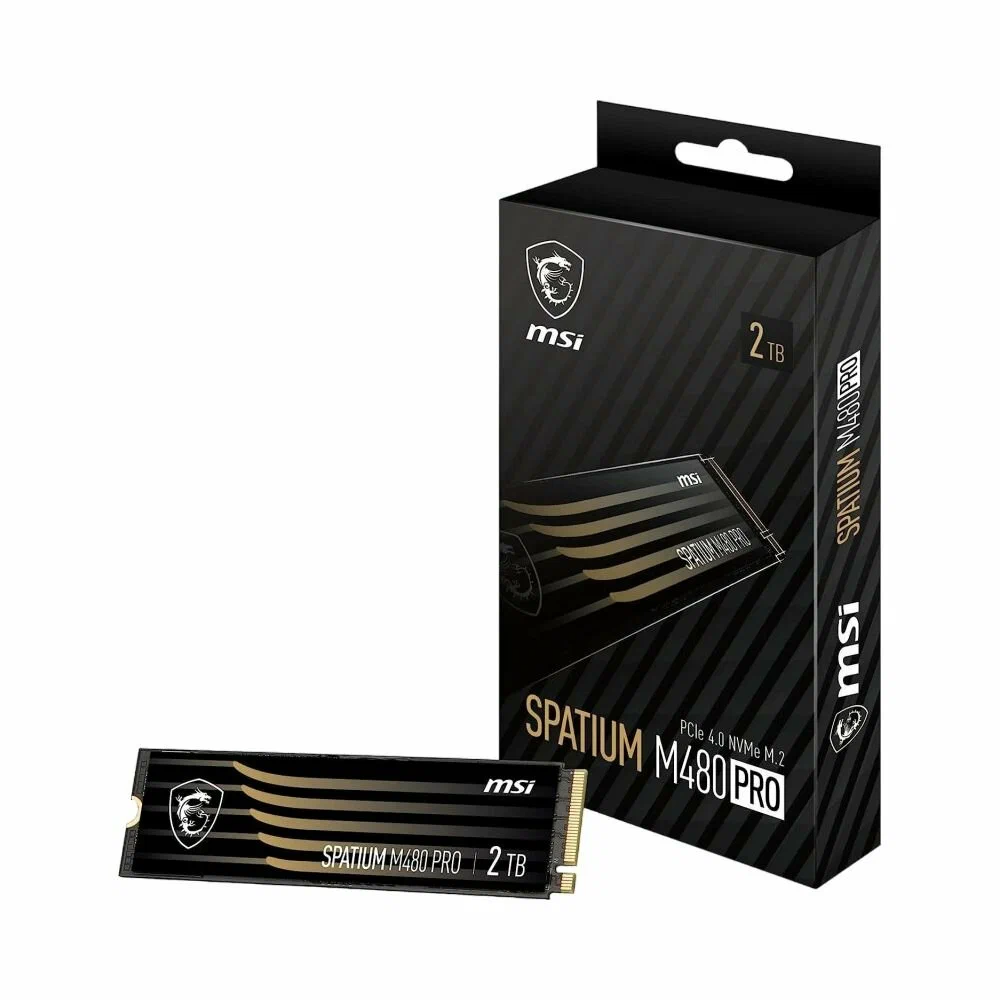 msi
2 TB
msi
SPATIUM M480 PRO
SPATIUM
PCIe 4.0 NVMe M.2
M480 PRO
SPATIUM M480 PRO
msi
msi
SPATIUM M480 PRO | 2 TB